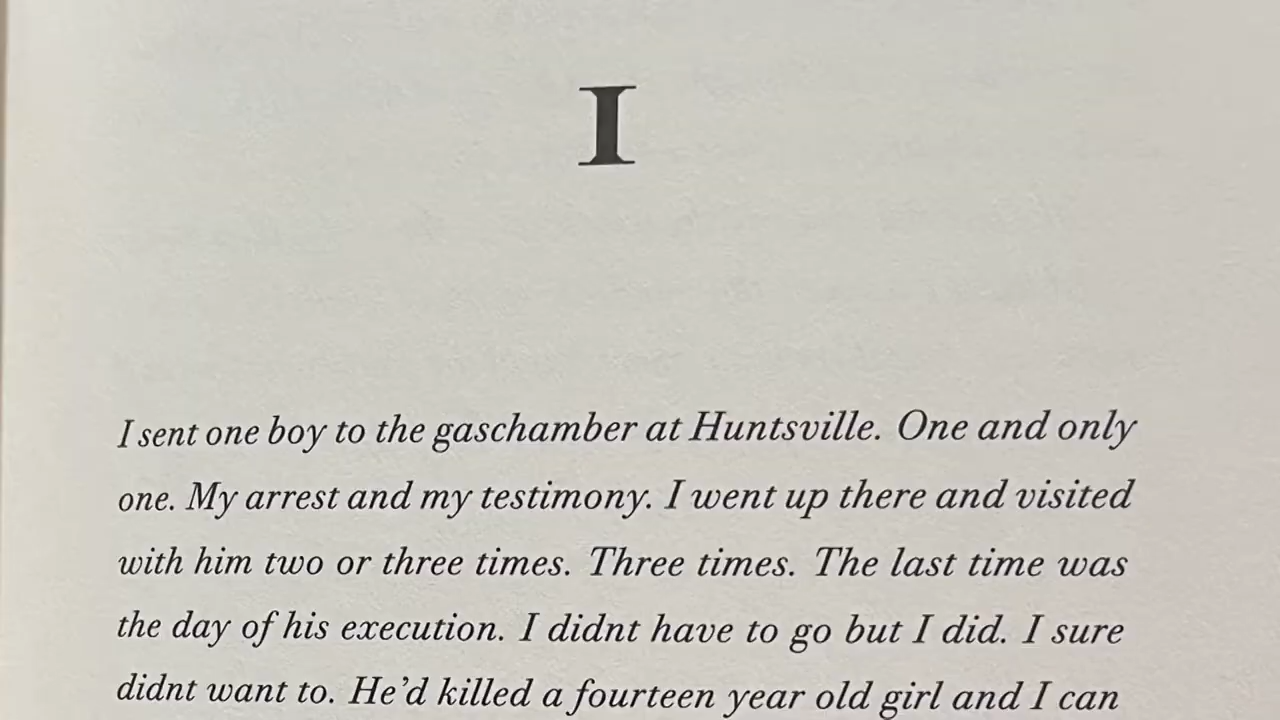 I
I sent one boy to the gaschamber at Huntsville. One and only
one. My arrest and my testimony. I went up there and visited
with him two or three times. Three times. The last time was
the day of his execution. I didnt have to go but I did. I sure
didnt want to. He’d killed a fourteen year old girl and I can